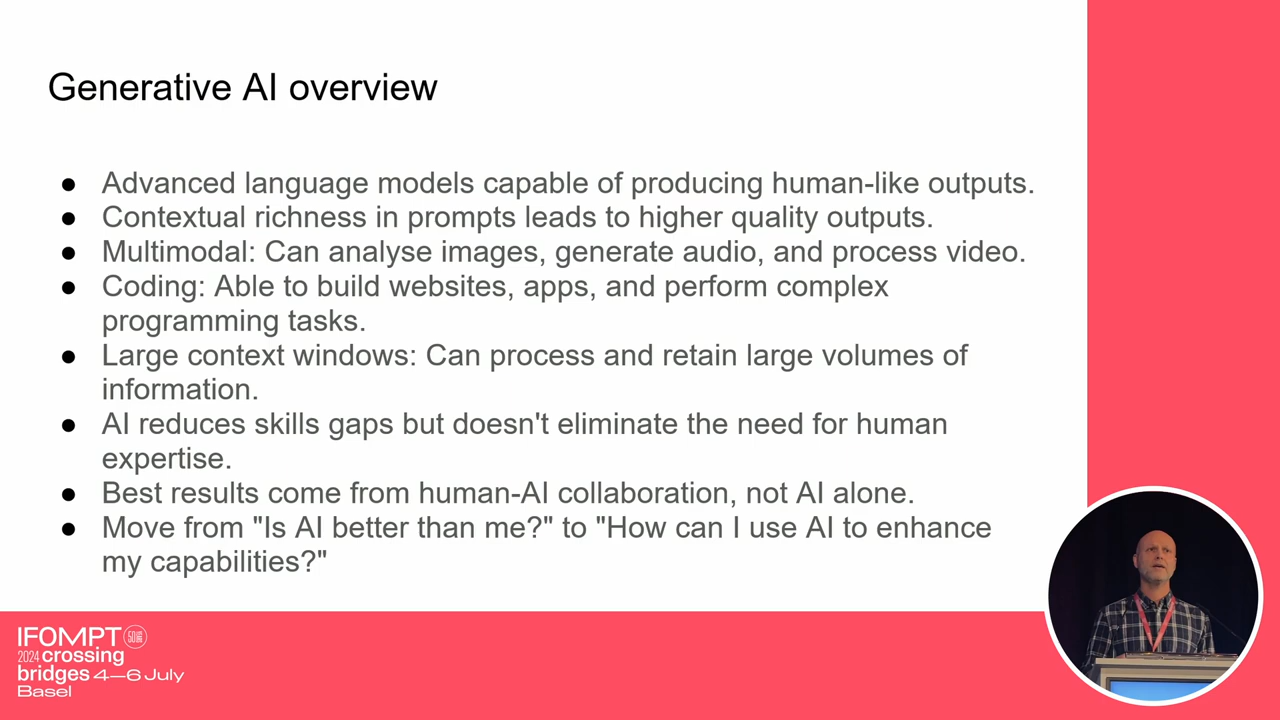 Generative AI overview
● Advanced language models capable of producing human-like outputs.
● Contextual richness in prompts leads to higher quality outputs.
● Multimodal: Can analyse images, generate audio, and process video.
● Coding: Able to build websites, apps, and perform complex
programming tasks.
● Large context windows: Can process and retain large volumes of
information.
● AI reduces skills gaps but doesn't eliminate the need for human
expertise.
● Best results come from human-AI collaboration, not AI alone.
● Move from "Is AI better than me?" to "How can I use AI to enhance
my capabilities?"
IFOMPT
2024 crossing
bridges 4—6 July
Basel